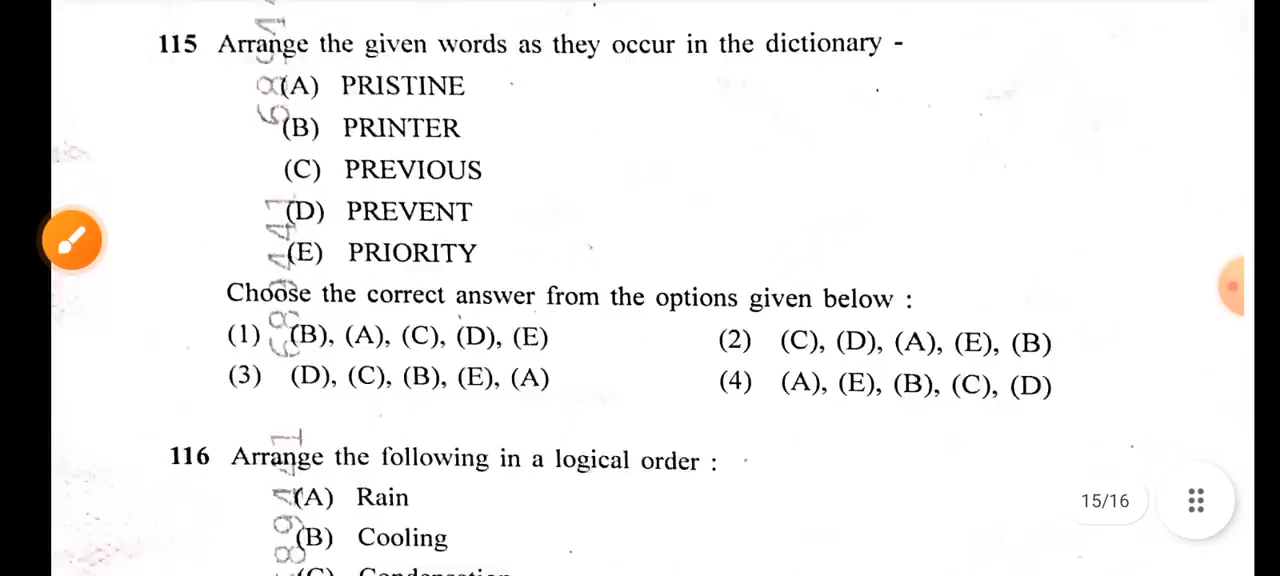 115 Arrange the given words as they occur in the dictionary -
(A) PRISTINE
(B) PRINTER
(C) PREVIOUS
(D) PREVENT
(E) PRIORITY
Choose the correct answer from the options given below :
(1) (B), (A), (C), (D), (E) (2) (C), (D), (A), (E), (B)
(3) (D), (C), (B), (E), (A) (4) (A), (E), (B), (C), (D)
116 Arrange the following in a logical order :
(A) Rain
(B) Cooling
(C) Condensation
15/16